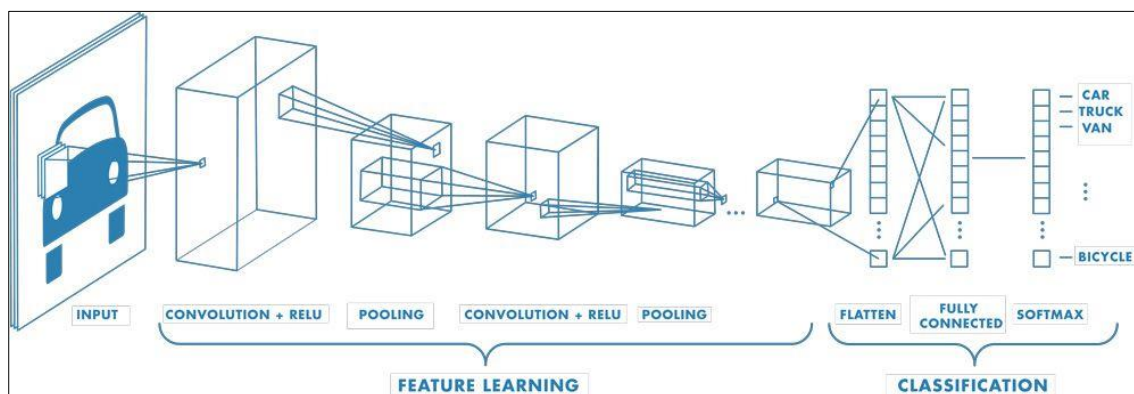 CAR
TRUCK
VAN
BICYCLE
INPUT
CONVOLUTION + RELU
POOLING
CONVOLUTION + RELU
POOLING
FLATTEN
FULLY
CONNECTED
SOFTMAX
FEATURE LEARNING
CLASSIFICATION